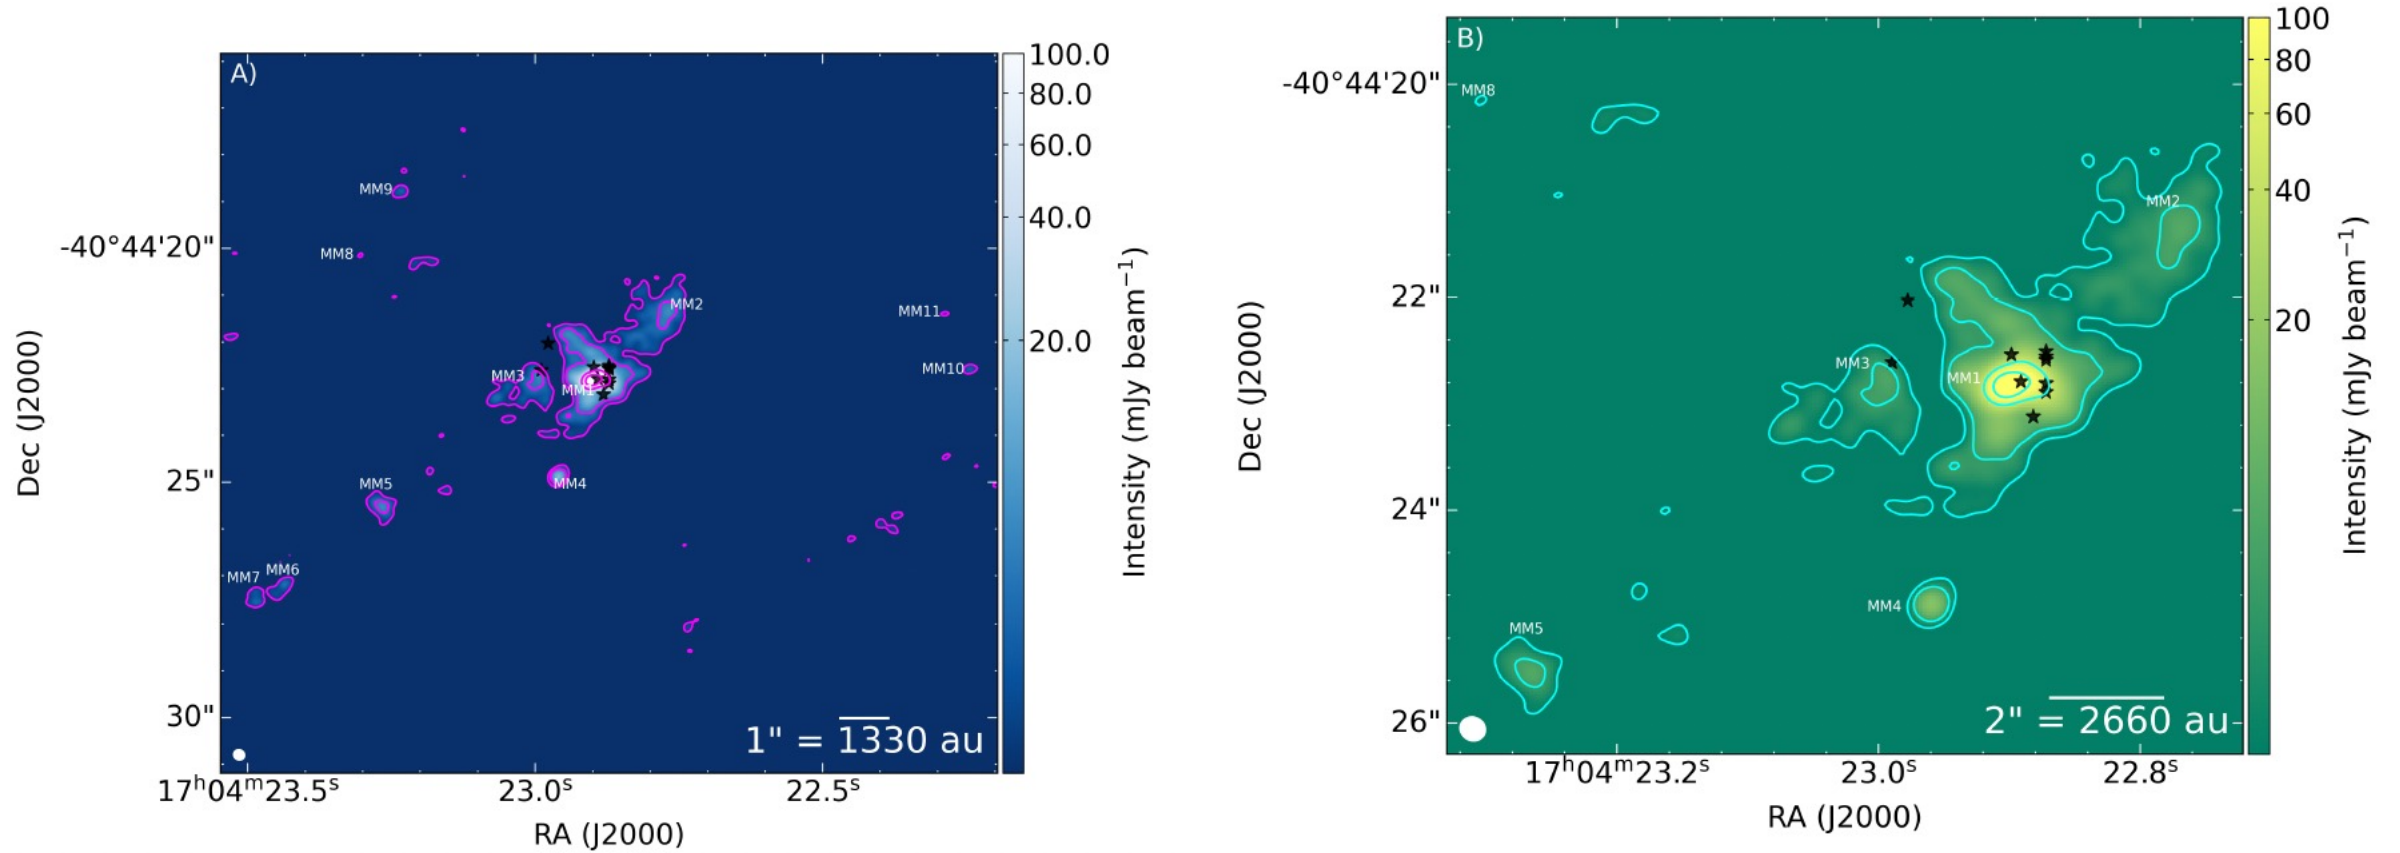 A)
MM9
MM8
MM2
MM11
MM10
MM3
MM1
MM4
MM5
MM7 MM6
1" = 1330 au
-40°44'20"
25"
30"
17ʰ04ᵐ23.5ˢ 23.0ˢ 22.5ˢ
RA (J2000)
Dec (J2000)
100.0
80.0
60.0
40.0
20.0
Intensity (mJy beam⁻¹)
B)
MM8
MM2
MM3
MM1
MM4
MM5
2" = 2660 au
-40°44'20"
22"
24"
26"
17ʰ04ᵐ23.2ˢ 23.0ˢ 22.8ˢ
RA (J2000)
Dec (J2000)
100
80
60
40
20
Intensity (mJy beam⁻¹)